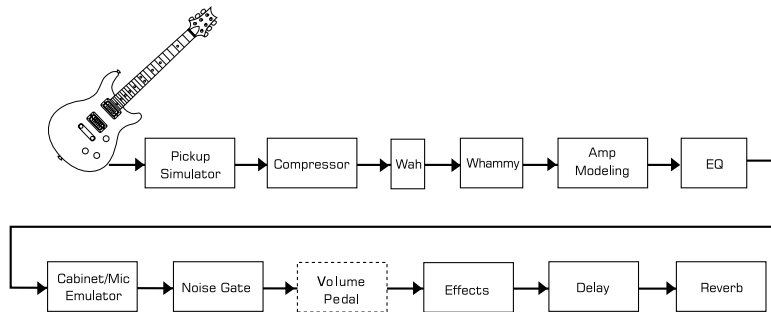 Pickup
Simulator
Compressor
Wah
Whammy
Amp
Modeling
EQ
Cabinet/Mic
Emulator
Noise Gate
Volume
Pedal
Effects
Delay
Reverb